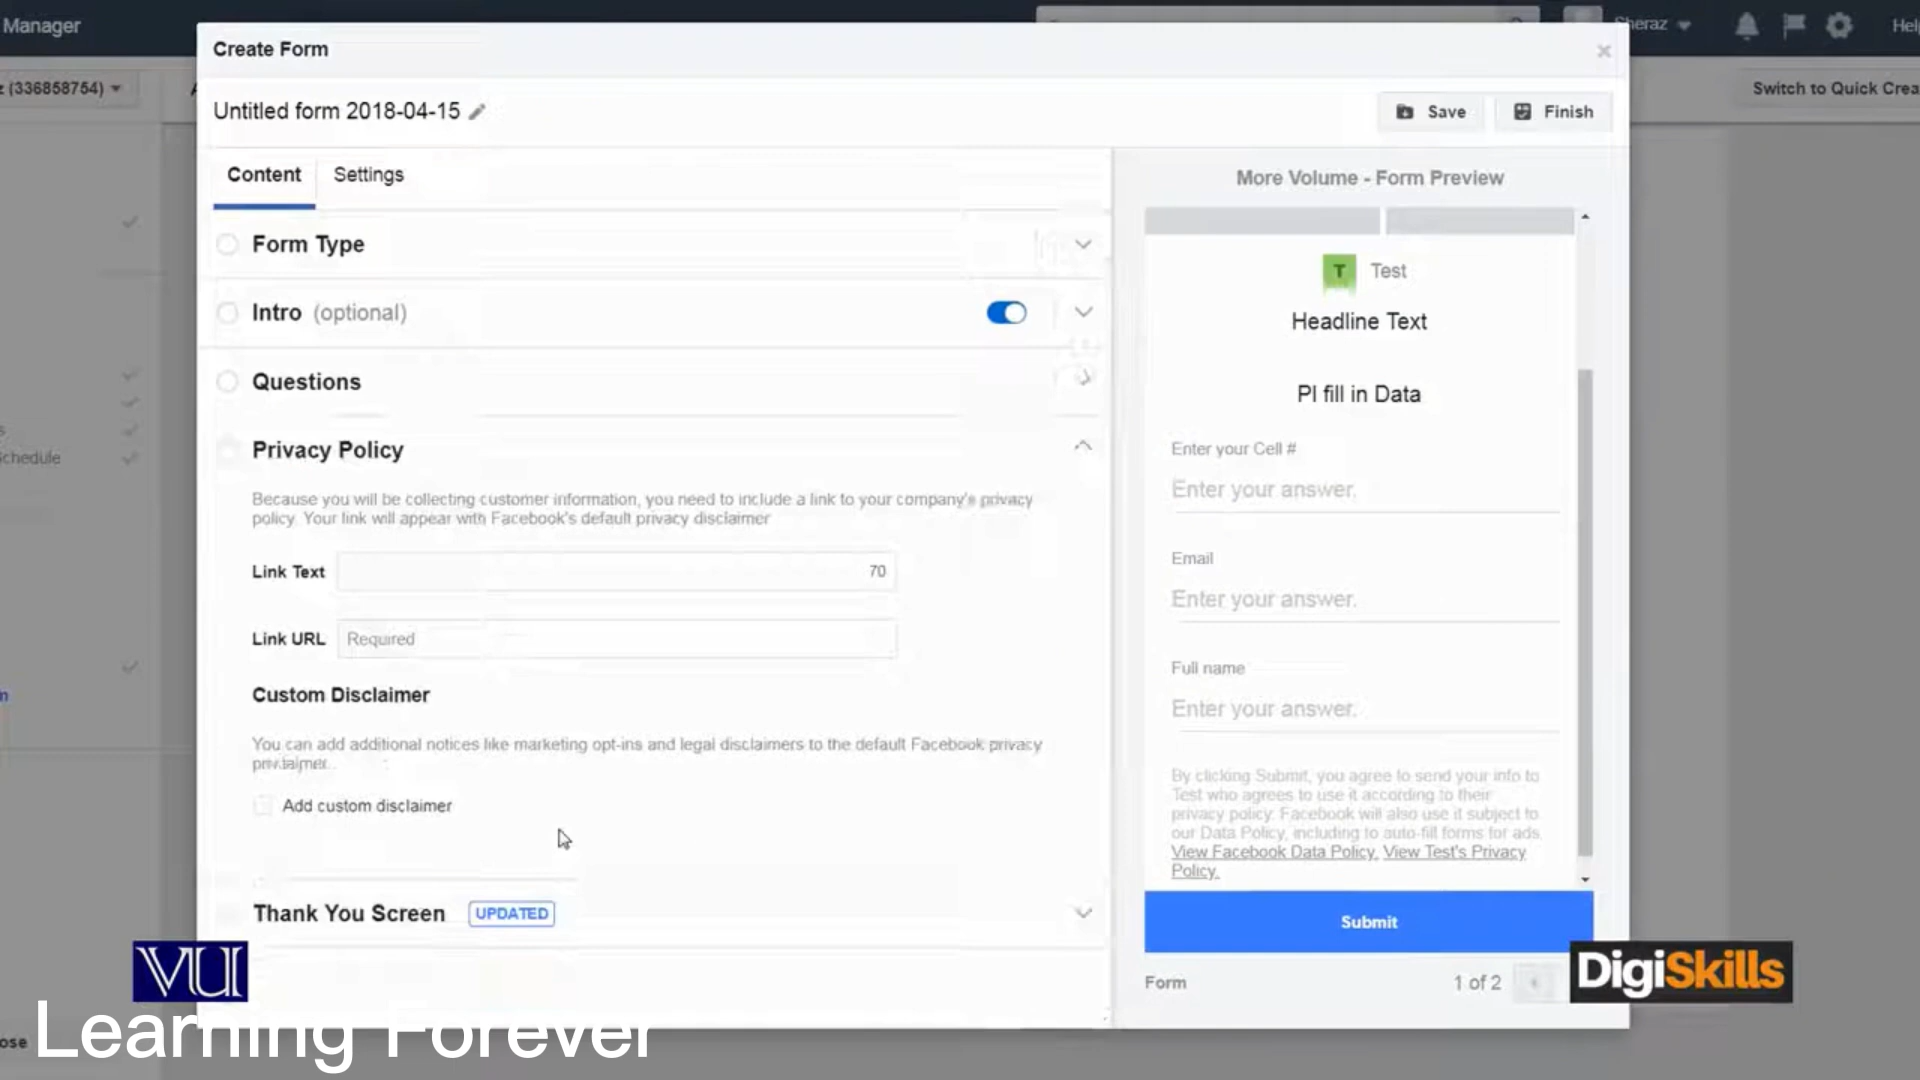 Manager
Sheraz
Create Form
z (336858754)
Switch to Quick Crea
Untitled form 2018-04-15
Save
Finish
Content
Settings
More Volume - Form Preview
Form Type
T
Test
Intro (optional)
Headline Text
Questions
Pl fill in Data
Privacy Policy
Enter your Cell #
Schedule
Because you will be collecting customer information, you need to include a link to your company's privacy
policy. Your link will appear with Facebook's default privacy disclaimer
Enter your answer.
Link Text
70
Email
Enter your answer.
Link URL
Required
Full name
Custom Disclaimer
Enter your answer.
You can add additional notices like marketing opt-ins and legal disclaimers to the default Facebook privacy
Add custom disclaimer
By clicking Submit, you agree to send your info to
Test who agrees to use it according to their
privacy policy. Facebook will also use it subject to
our Data Policy, including to auto-fill forms for ads.
View Facebook Data Policy. View Test's Privacy
Policy.
Thank You Screen
UPDATED
Submit
VU
DigiSkills
Form
1 of 2
Learning Forever
ose